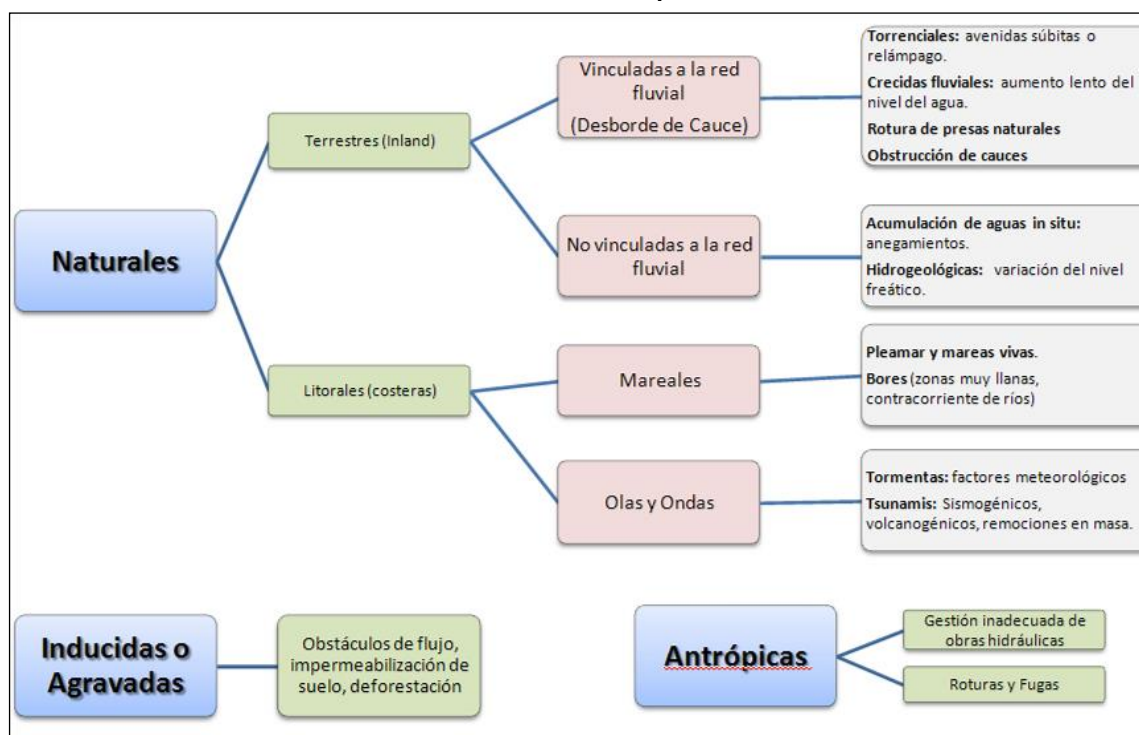 Naturales
Terrestres (Inland)
Vinculadas a la red
fluvial
(Desborde de Cauce)
Torrenciales: avenidas súbitas o
relámpago.
Crecidas fluviales: aumento lento del
nivel del agua.
Rotura de presas naturales
Obstrucción de cauces
No vinculadas a la red
fluvial
Acumulación de aguas in situ:
anegamientos.
Hidrogeológicas: variación del nivel
freático.
Litorales (costeras)
Mareales
Pleamar y mareas vivas.
Bores (zonas muy llanas,
contracorriente de ríos)
Olas y Ondas
Tormentas: factores meteorológicos
Tsunamis: Sismogénicos,
volcanogénicos, remociones en masa.
Inducidas o
Agravadas
Obstáculos de flujo,
impermeabilización de
suelo, deforestación
Antrópicas
Gestión inadecuada de
obras hidráulicas
Roturas y Fugas